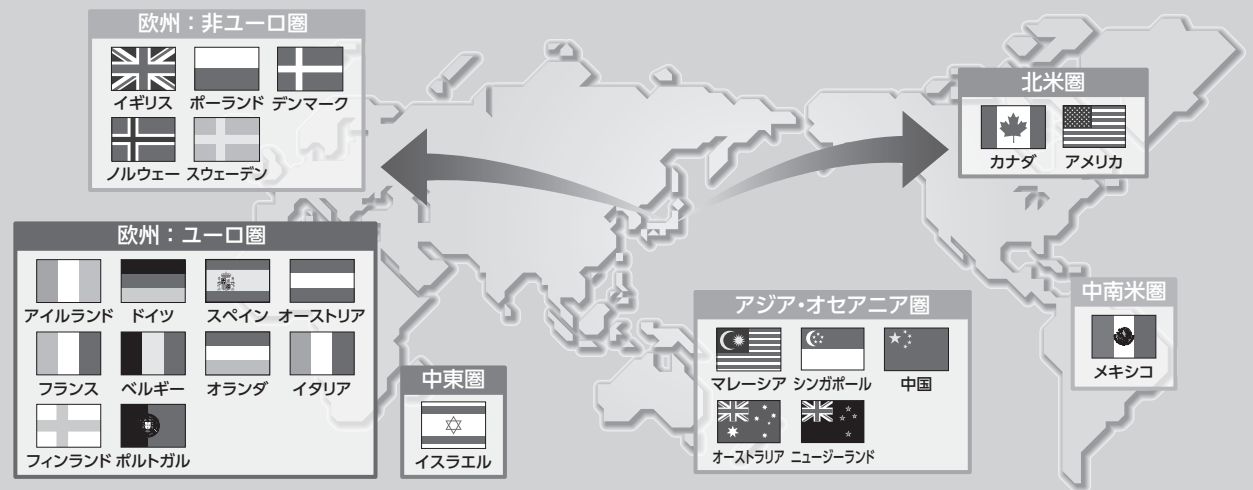 欧州：非ユーロ圏
イギリス ポーランド デンマーク
ノルウェー スウェーデン
欧州：ユーロ圏
アイルランド ドイツ スペイン オーストリア
フランス ベルギー オランダ イタリア
フィンランド ポルトガル
中東圏
イスラエル
アジア・オセアニア圏
マレーシア シンガポール 中国
オーストラリア ニュージーランド
北米圏
カナダ アメリカ
中南米圏
メキシコ